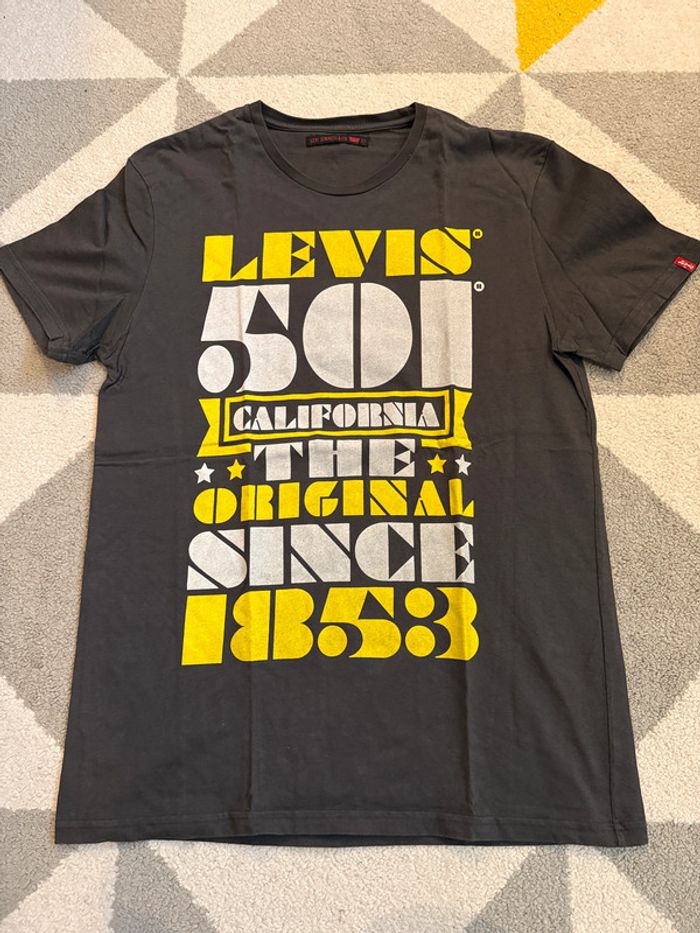 LEVIS®
501®
CALIFORNIA
THE
ORIGINAL
SINCE
1853